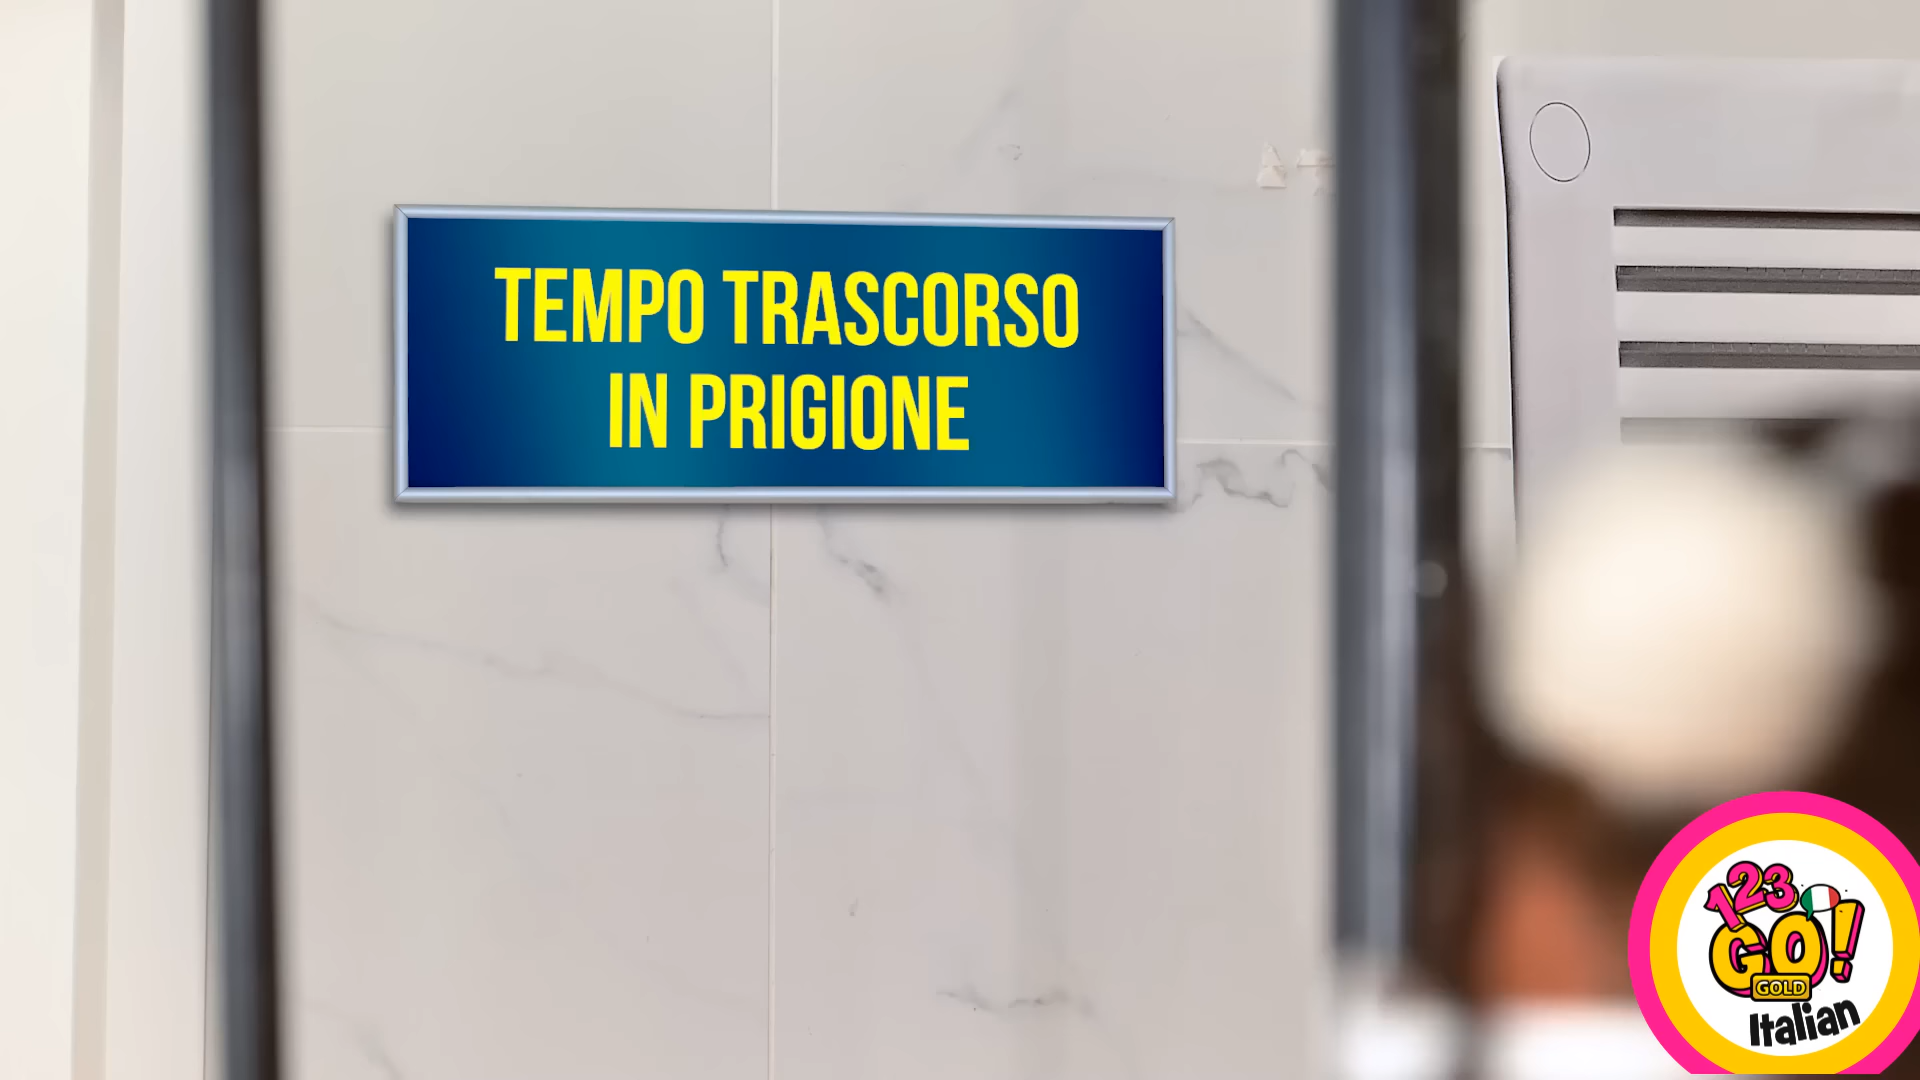 TEMPO TRASCORSO
IN PRIGIONE
123
GO!
GOLD
Italian